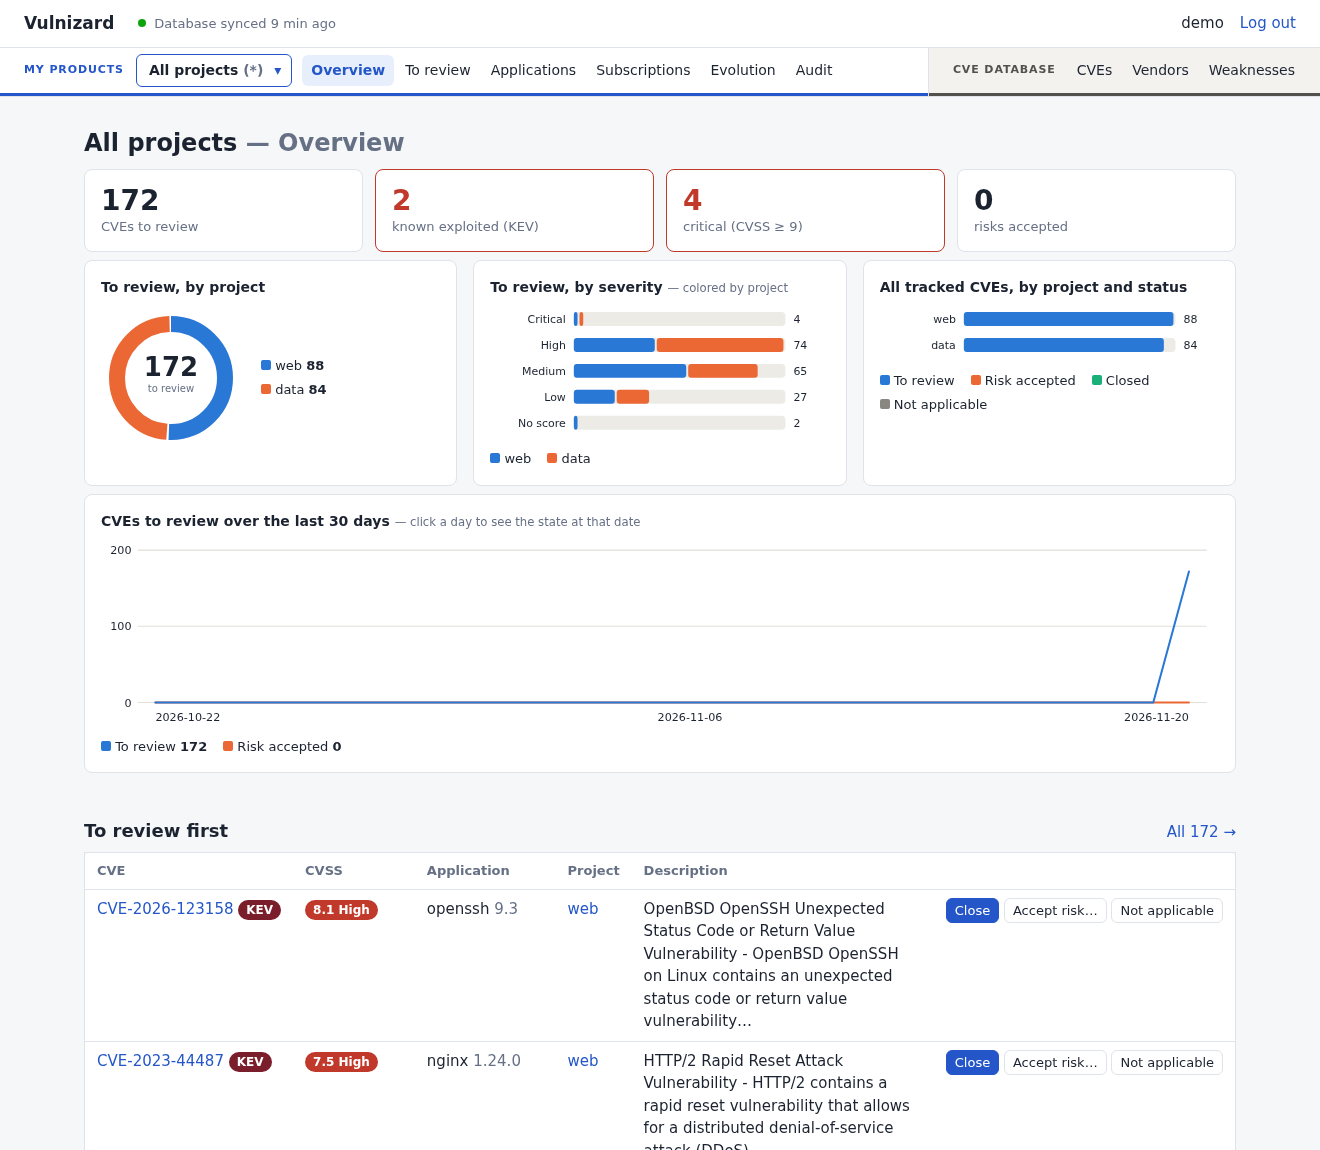 Vulnizard
Database synced 9 min ago
demo Log out
MY PRODUCTS All projects (*) ▾ Overview To review Applications Subscriptions Evolution Audit CVE DATABASE CVEs Vendors Weaknesses
All projects — Overview
172
CVEs to review
2
known exploited (KEV)
4
critical (CVSS ≥ 9)
0
risks accepted
To review, by project
172
to review
web 88
data 84
To review, by severity — colored by project
Critical 4
High 74
Medium 65
Low 27
No score 2
web data
All tracked CVEs, by project and status
web 88
data 84
To review Risk accepted Closed
Not applicable
CVEs to review over the last 30 days — click a day to see the state at that date
200
100
0
2026-10-22 2026-11-06 2026-11-20
To review 172 Risk accepted 0
To review first
All 172 →
CVE CVSS Application Project Description
CVE-2026-123158 KEV 8.1 High openssh 9.3 web OpenBSD OpenSSH Unexpected Close Accept risk… Not applicable
Status Code or Return Value
Vulnerability - OpenBSD OpenSSH
on Linux contains an unexpected
status code or return value
vulnerability…
CVE-2023-44487 KEV 7.5 High nginx 1.24.0 web HTTP/2 Rapid Reset Attack Close Accept risk… Not applicable
Vulnerability - HTTP/2 contains a
rapid reset vulnerability that allows
for a distributed denial-of-service
attack (DDoS)